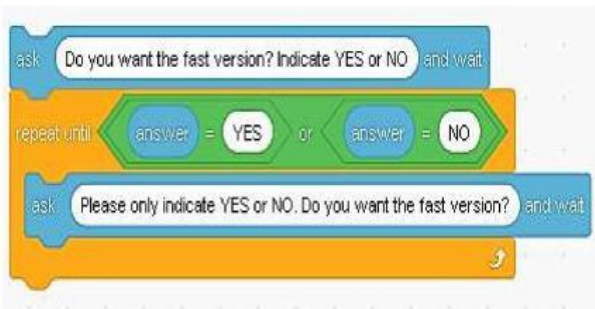 ask Do you want the fast version? Indicate YES or NO and wait
repeat until answer = YES or answer = NO
ask Please only indicate YES or NO. Do you want the fast version? and wait